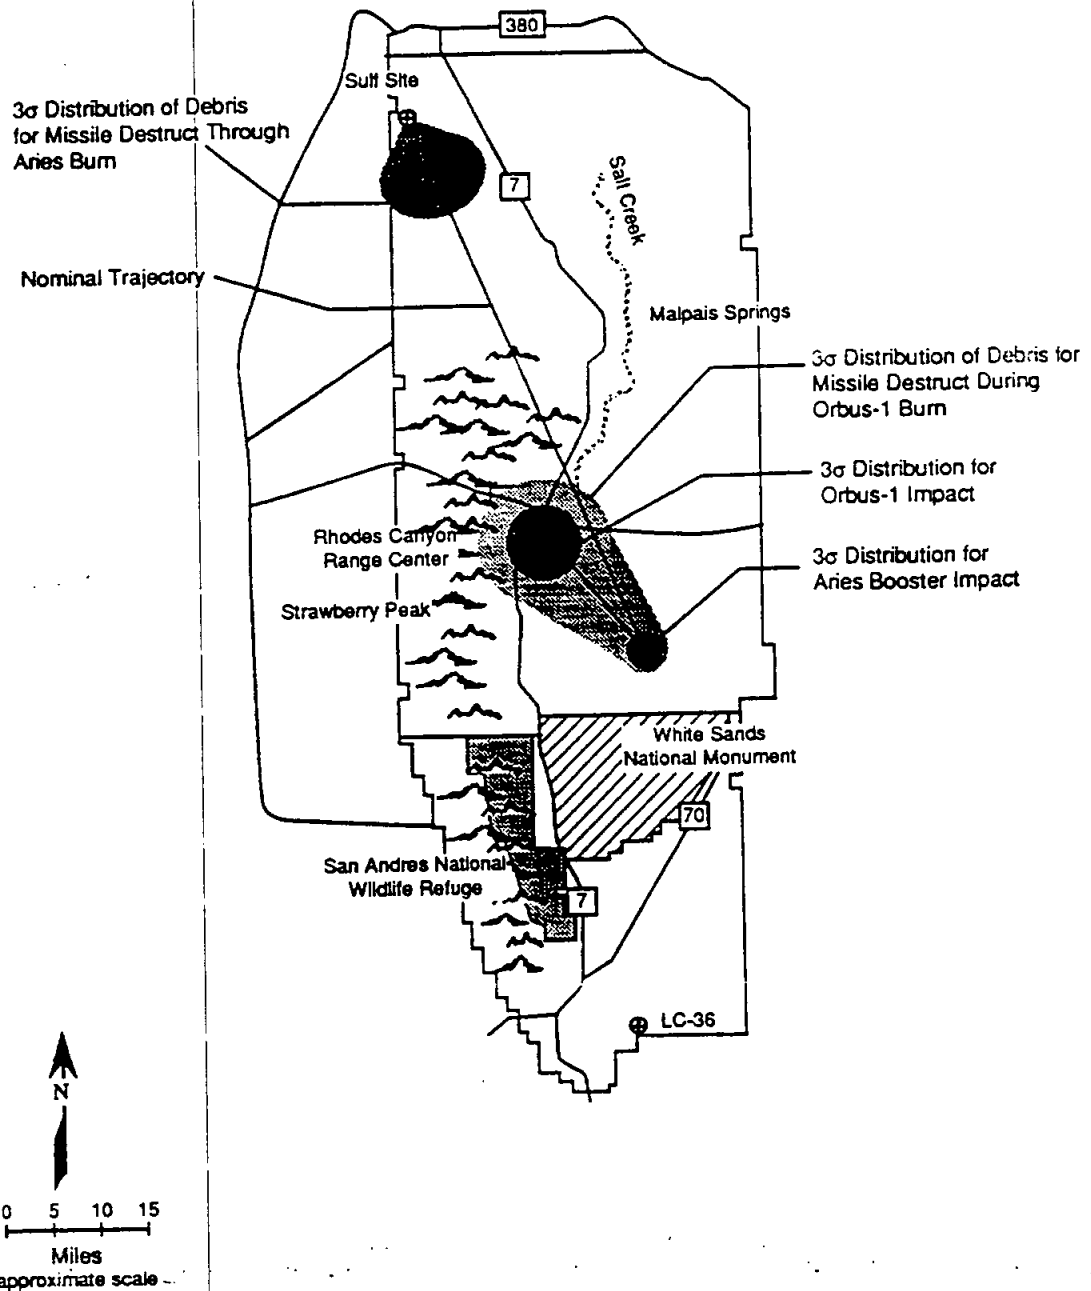 380
Sulf Site
3σ Distribution of Debris
for Missile Destruct Through
Aries Burn
7
Salt Creek
Nominal Trajectory
Malpais Springs
3σ Distribution of Debris for
Missile Destruct During
Orbus-1 Burn
3σ Distribution for
Orbus-1 Impact
Rhodes Canyon
Range Center
3σ Distribution for
Aries Booster Impact
Strawberry Peak
White Sands
National Monument
70
San Andres National
Wildlife Refuge
7
LC-36
N
0 5 10 15
Miles
approximate scale